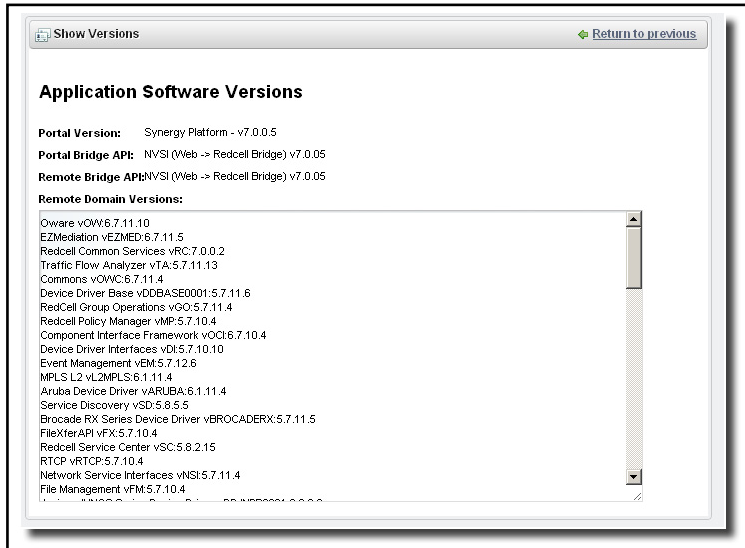 Show Versions
Return to previous
Application Software Versions
Portal Version: Synergy Platform - v7.0.0.5
Portal Bridge API: NVSI (Web -> Redcell Bridge) v7.0.05
Remote Bridge API:NVSI (Web -> Redcell Bridge) v7.0.05
Remote Domain Versions:
Oware vOW:6.7.11.10
EZMediation vEZMED:6.7.11.5
Redcell Common Services vRC:7.0.0.2
Traffic Flow Analyzer vTA:5.7.11.13
Commons vOWC:6.7.11.4
Device Driver Base vDDBASE0001:5.7.11.6
RedCell Group Operations vGO:5.7.11.4
Redcell Policy Manager vMP:5.7.10.4
Component Interface Framework vOCI:6.7.10.4
Device Driver Interfaces vDI:5.7.10.10
Event Management vEM:5.7.12.6
MPLS L2 vL2MPLS:6.1.11.4
Aruba Device Driver vARUBA:6.1.11.4
Service Discovery vSD:5.8.5.5
Brocade RX Series Device Driver vBROCADERX:5.7.11.5
FileXferAPI vFX:5.7.10.4
Redcell Service Center vSC:5.8.2.15
RTCP vRTCP:5.7.10.4
Network Service Interfaces vNSI:5.7.11.4
File Management vFM:5.7.10.4